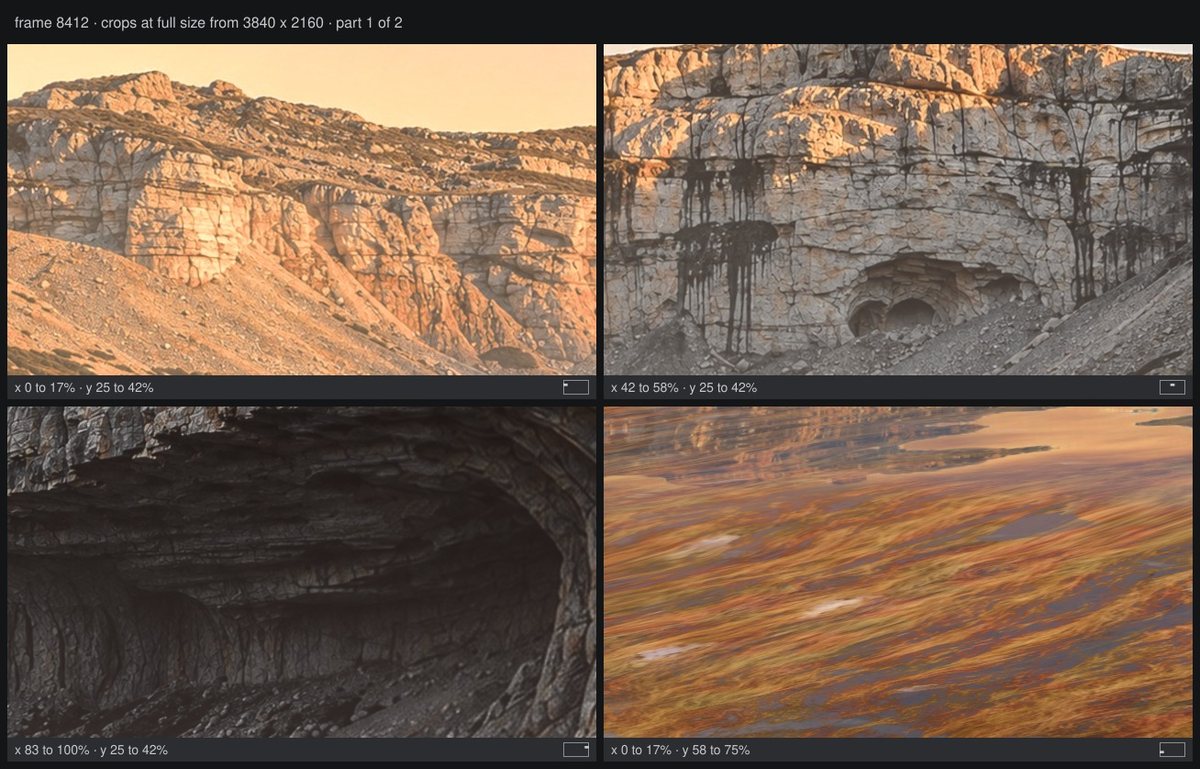 frame 8412 · crops at full size from 3840 x 2160 · part 1 of 2
x 0 to 17% · y 25 to 42%
x 42 to 58% · y 25 to 42%
x 83 to 100% · y 25 to 42%
x 0 to 17% · y 58 to 75%